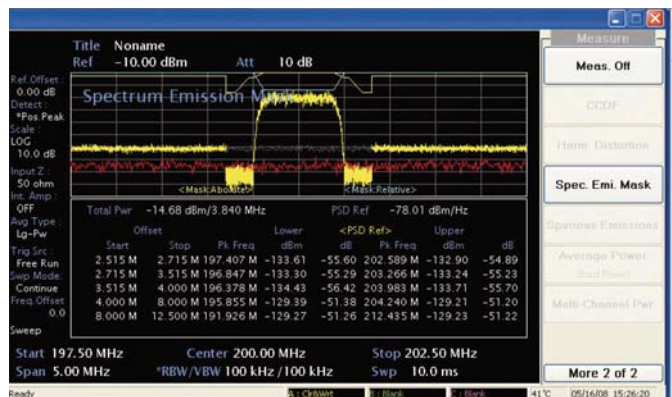 Measure
Title Noname
Ref -10.00 dBm Att 10 dB
Meas. Off
Ref.Offset :
0.00 dB
Detect :
*Pos.Peak
Scale :
LOG
10.0 dB
Input Z :
50 ohm
Int. Amp :
OFF
Avg Type :
Lg-Pw
Trig Src :
Free Run
Swp Mode:
Continue
Freq.Offset
0.0
Sweep
Spectrum Emission
<Mask:Absolute> <Mask:Relative>
Total Pwr -14.68 dBm/3.840 MHz PSD Ref -78.01 dBm/Hz
Offset Lower <PSD Ref> Upper
Start Stop Pk Freq dBm dB Pk Freq dBm dB
2.515 M 2.715 M 197.407 M -133.61 -55.60 202.589 M -132.90 -54.89
2.715 M 3.515 M 196.847 M -133.30 -55.29 203.266 M -133.24 -55.23
3.515 M 4.000 M 196.378 M -134.43 -56.42 203.983 M -133.71 -55.70
4.000 M 8.000 M 195.855 M -129.39 -51.38 204.240 M -129.21 -51.20
8.000 M 12.500 M 191.926 M -129.27 -51.26 212.435 M -129.23 -51.22
Start 197.50 MHz Center 200.00 MHz Stop 202.50 MHz
Span 5.00 MHz *RBW/VBW 100 kHz /100 kHz Swp 10.0 ms
CCDF
Harm. Distortion
Spec. Emi. Mask
Spurious Emissions
Average Power
Multi-Channel Pwr
More 2 of 2
Ready A : Clr&Wrt B : Blank C : Blank 41°C 05/16/08 15:26:20